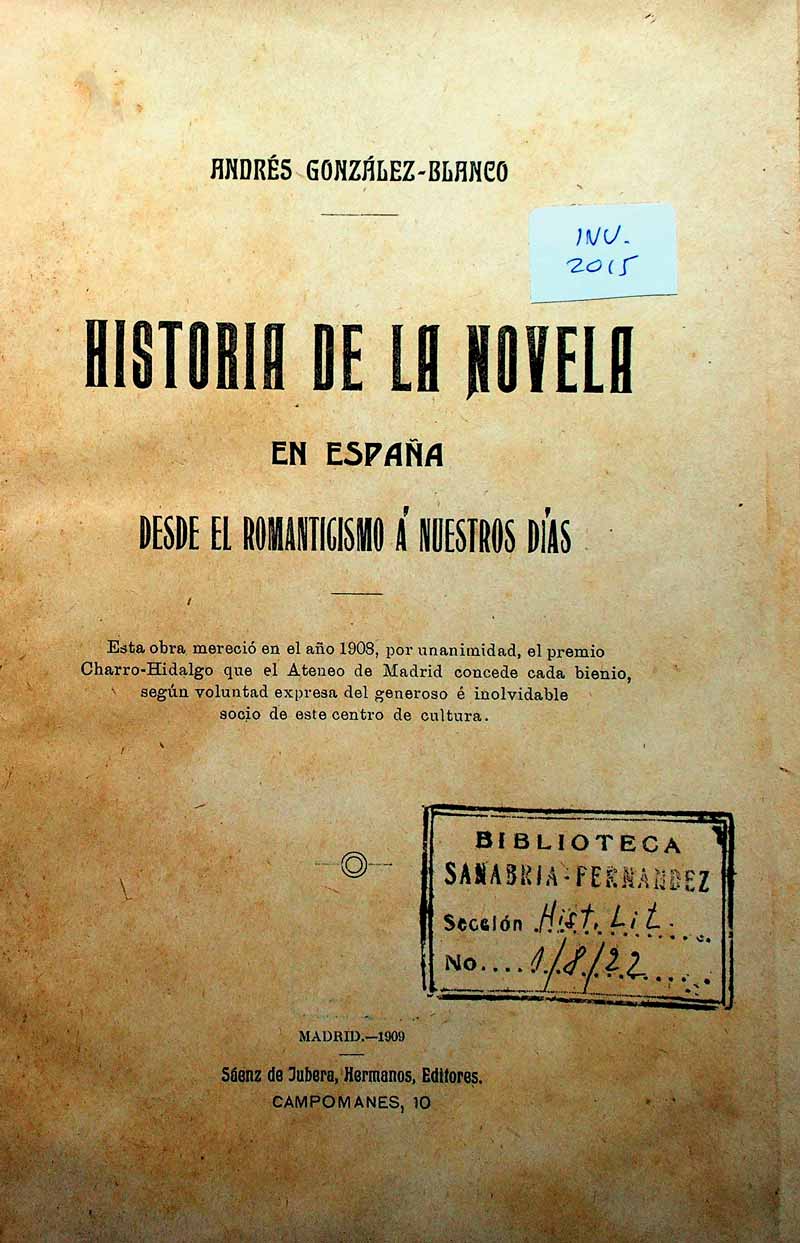 ANDRÉS GONZÁLEZ-BLANCO
INV.
2015
HISTORIA DE LA NOVELA
EN ESPAÑA
DESDE EL ROMANTICISMO Á NUESTROS DÍAS
Esta obra mereció en el año 1908, por unanimidad, el premio
Charro-Hidalgo que el Ateneo de Madrid concede cada bienio,
según voluntad expresa del generoso é inolvidable
socio de este centro de cultura.
BIBLIOTECA
SANABRIA-FERNANDEZ
Sección Hist. Lit.
No.... 1/8/22
MADRID.—1909
Sáenz de Jubera, Hermanos, Editores.
CAMPOMANES, 10